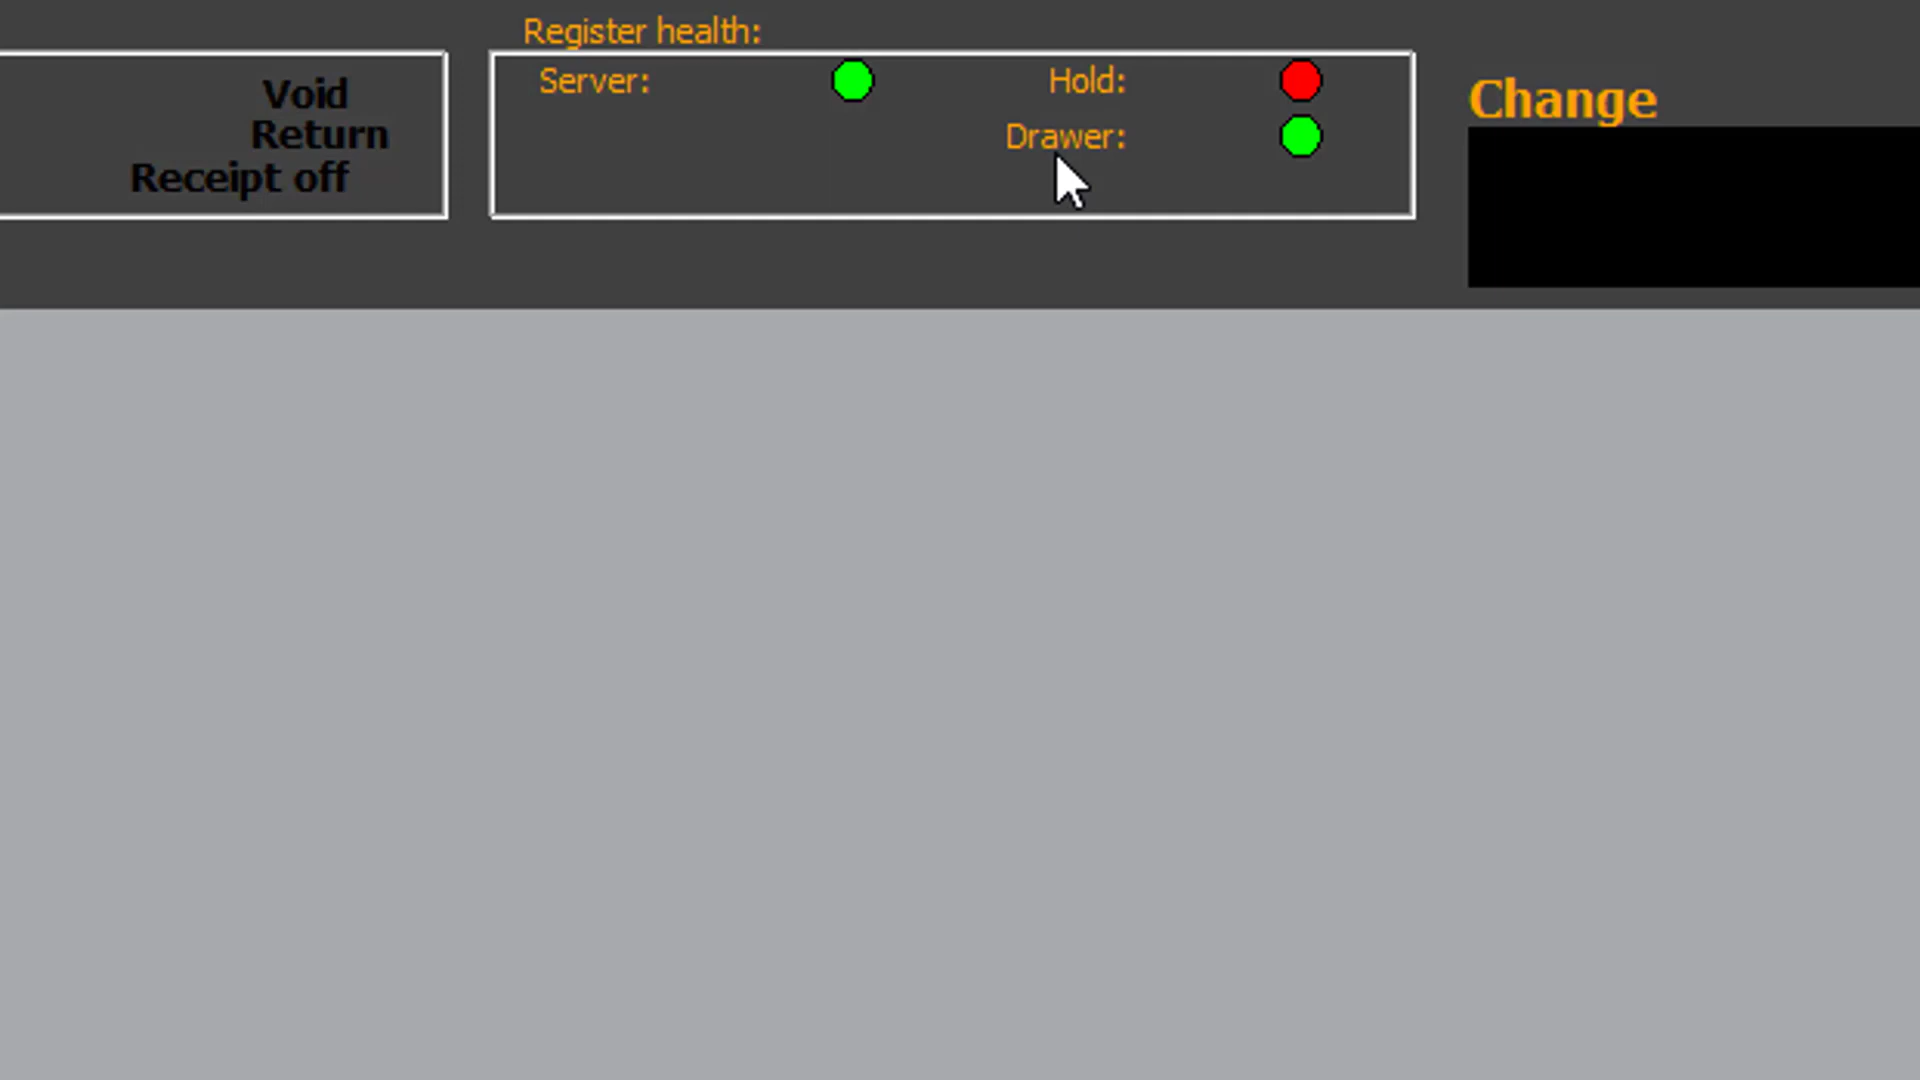 Register health:
Void
Return
Receipt off
Server:
Hold:
Drawer:
Change